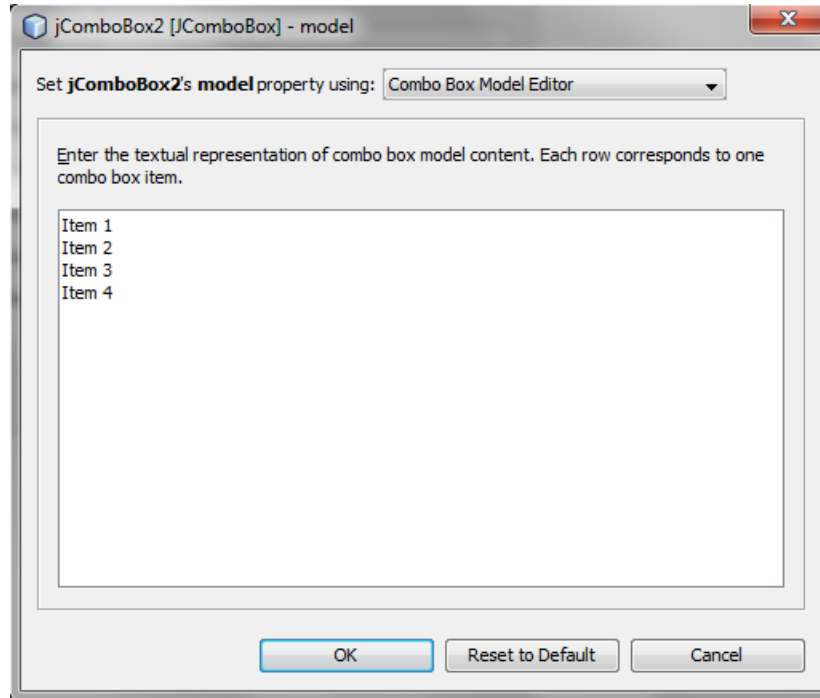 jComboBox2 [JComboBox] - model
Set jComboBox2's model property using: Combo Box Model Editor
Enter the textual representation of combo box model content. Each row corresponds to one
combo box item.
Item 1
Item 2
Item 3
Item 4
OK Reset to Default Cancel